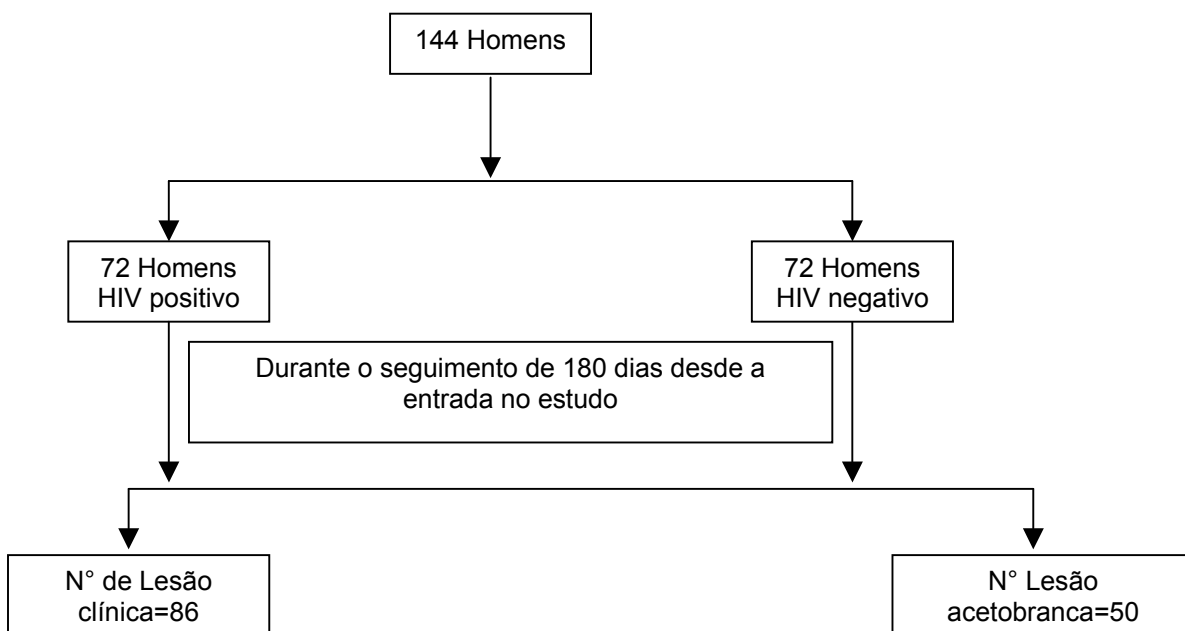 144 Homens
72 Homens
HIV positivo
72 Homens
HIV negativo
Durante o seguimento de 180 dias desde a
entrada no estudo
N° de Lesão
clínica=86
N° Lesão
acetobranca=50